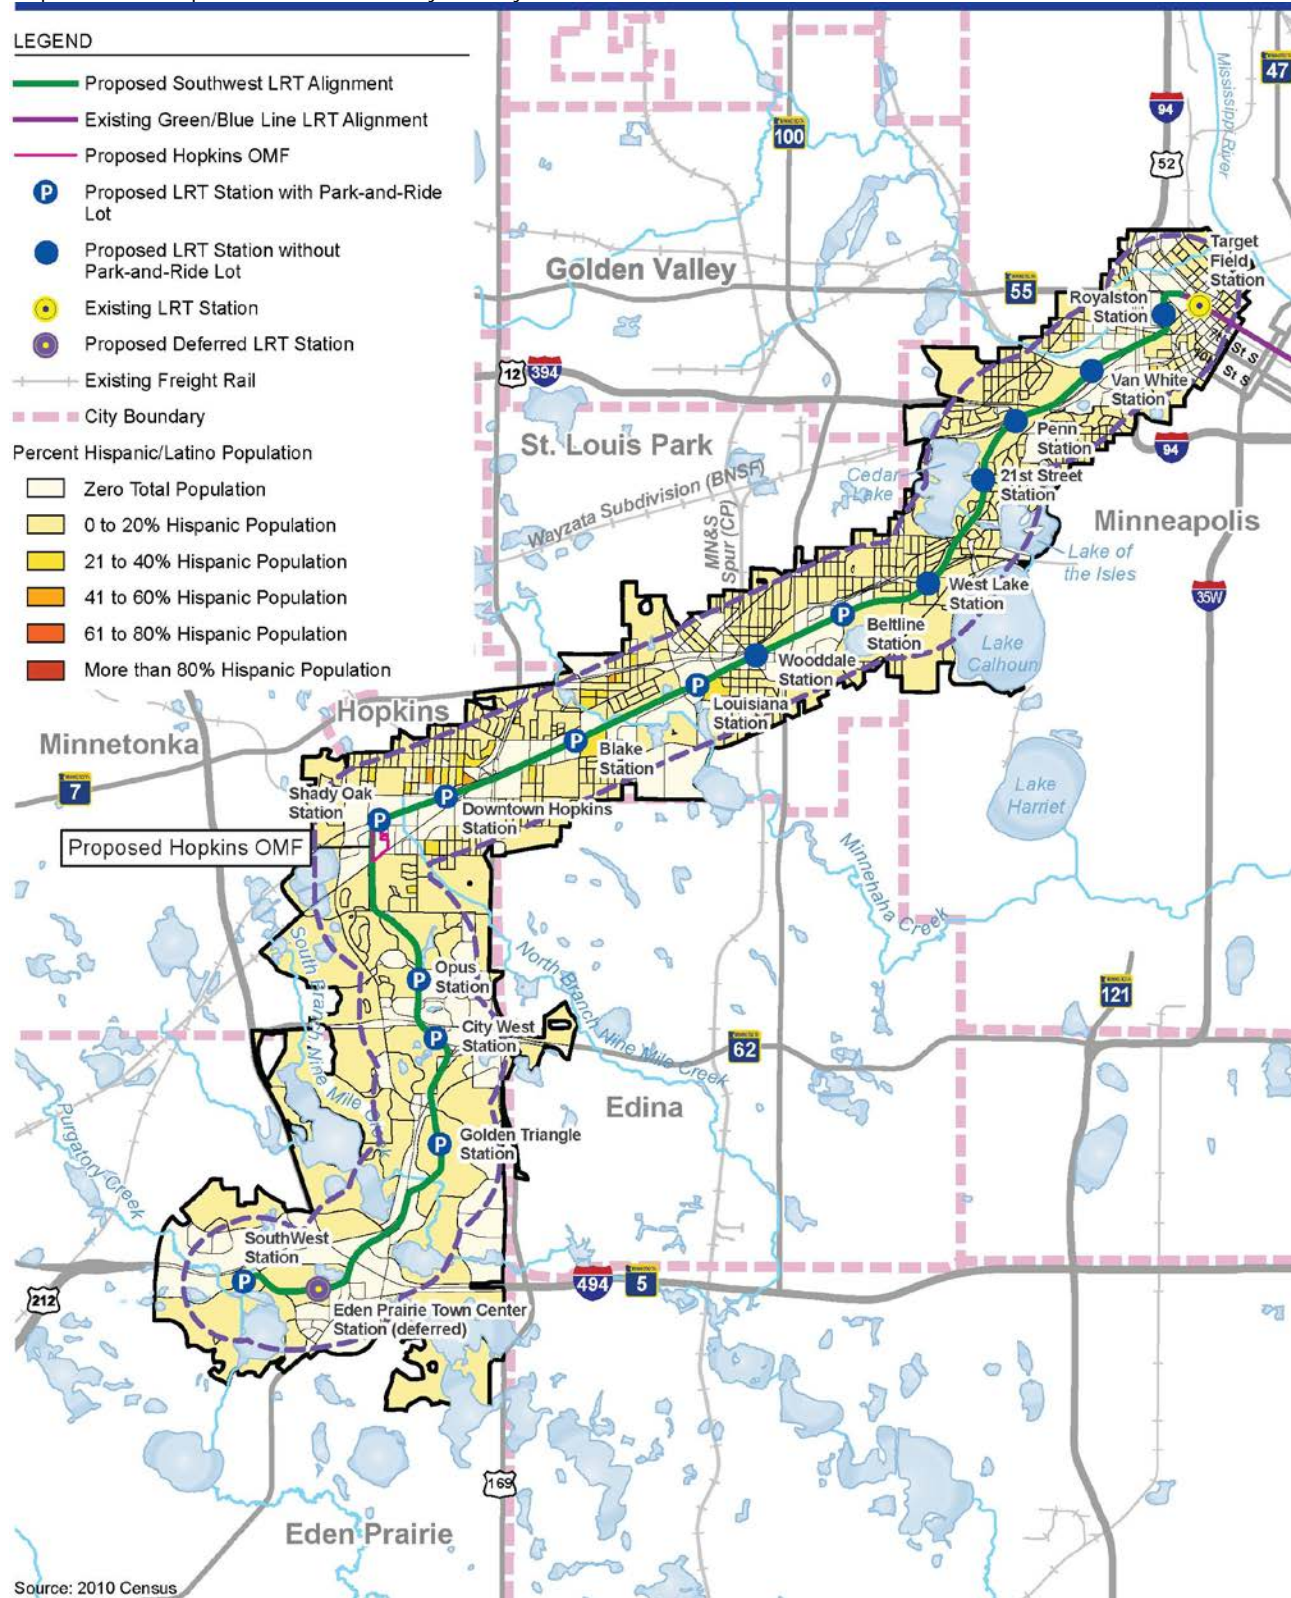 LEGEND
Proposed Southwest LRT Alignment
Existing Green/Blue Line LRT Alignment
Proposed Hopkins OMF
P Proposed LRT Station with Park-and-Ride
Lot
Proposed LRT Station without
Park-and-Ride Lot
Existing LRT Station
Proposed Deferred LRT Station
Existing Freight Rail
City Boundary
Percent Hispanic/Latino Population
Zero Total Population
0 to 20% Hispanic Population
21 to 40% Hispanic Population
41 to 60% Hispanic Population
61 to 80% Hispanic Population
More than 80% Hispanic Population
47
94
100
52
Mississippi River
Golden Valley
55
Target
Field
Station
Royalston
Station
7th St S
10th St S
12
394
Van White
Station
St. Louis Park
Penn
Station
94
Cedar
Lake
21st Street
Station
Wayzata Subdivision (BNSF)
MN&S
Spur (CP)
Minneapolis
Lake of
the Isles
West Lake
Station
35W
Beltline
Station
Lake
Calhoun
Wooddale
Station
P
P
Louisiana
Station
Hopkins
Minnetonka
P
Blake
Station
7
Shady Oak
Station
P
P
Downtown Hopkins
Station
Lake
Harriet
Proposed Hopkins OMF
Minnehaha Creek
South Branch Nine Mile Creek
North Branch Nine Mile Creek
P
Opus
Station
121
P
City West
Station
62
Edina
Purgatory Creek
P
Golden Triangle
Station
SouthWest
Station
P
494
5
212
Eden Prairie Town Center
Station (deferred)
169
Eden Prairie
Source: 2010 Census